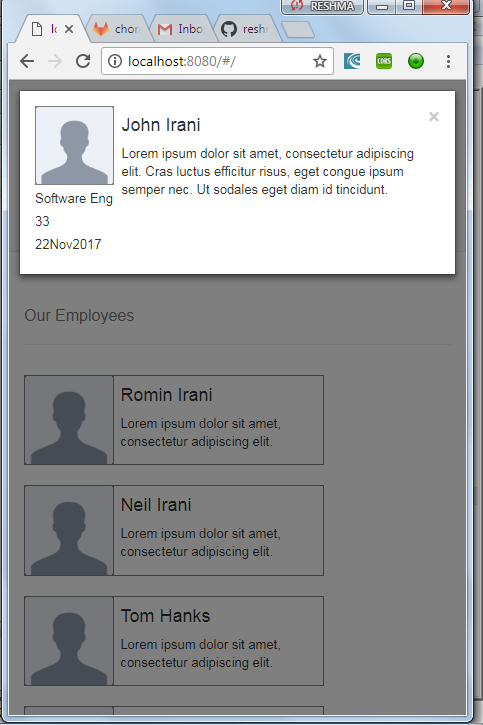 RESHMA
lo
chor
Inbo
resh
localhost:8080/#/
CORS
John Irani
×
Lorem ipsum dolor sit amet, consectetur adipiscing
elit. Cras luctus efficitur risus, eget congue ipsum
semper nec. Ut sodales eget diam id tincidunt.
Software Eng
33
22Nov2017
Our Employees
Romin Irani
Lorem ipsum dolor sit amet,
consectetur adipiscing elit.
Neil Irani
Lorem ipsum dolor sit amet,
consectetur adipiscing elit.
Tom Hanks
Lorem ipsum dolor sit amet,
consectetur adipiscing elit.